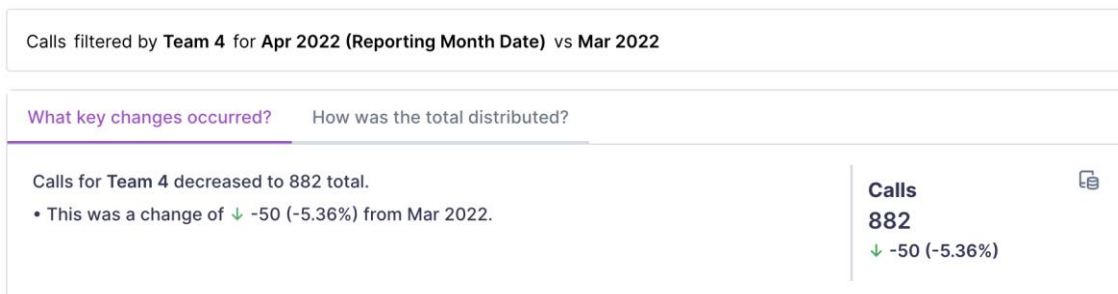 Calls filtered by Team 4 for Apr 2022 (Reporting Month Date) vs Mar 2022
What key changes occurred? How was the total distributed?
Calls for Team 4 decreased to 882 total.
• This was a change of ↓ -50 (-5.36%) from Mar 2022.
Calls
882
↓ -50 (-5.36%)